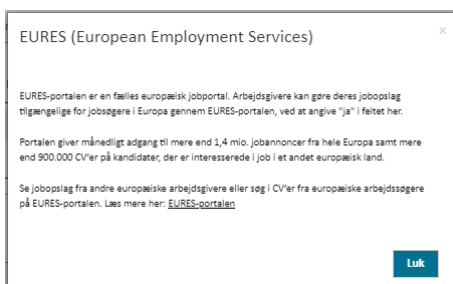 EURES (European Employment Services)
×
EURES-portalen er en fælles europæisk jobportal. Arbejdsgivere kan gøre deres jobopslag
tilgængelige for jobsøgere i Europa gennem EURES-portalen, ved at angive "ja" i feltet her.
Portalen giver månedligt adgang til mere end 1,4 mio. jobannoncer fra hele Europa samt mere
end 900.000 CV'er på kandidater, der er interesserede i job i et andet europæisk land.
Se jobopslag fra andre europæiske arbejdsgivere eller søg i CV'er fra europæiske arbejdssøgere
på EURES-portalen. Læs mere her: EURES-portalen
Luk